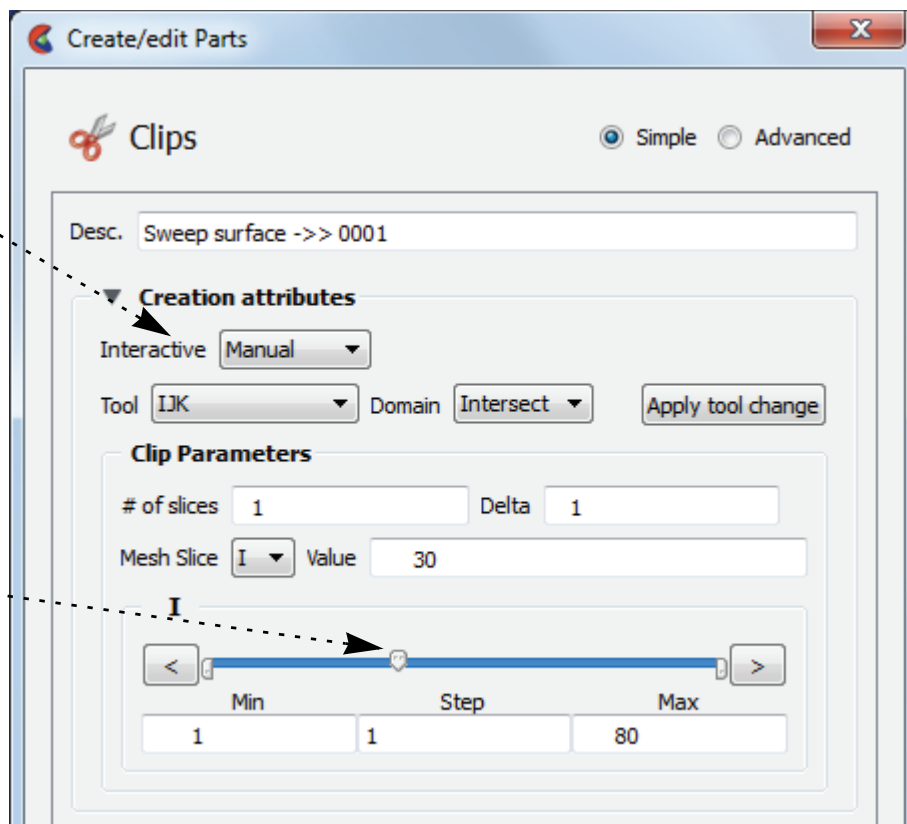 Create/edit Parts
Clips Simple Advanced
Desc. Sweep surface ->> 0001
Creation attributes
Interactive Manual
Tool IJK Domain Intersect Apply tool change
Clip Parameters
# of slices 1 Delta 1
Mesh Slice I Value 30
I
< >
Min Step Max
1 1 80